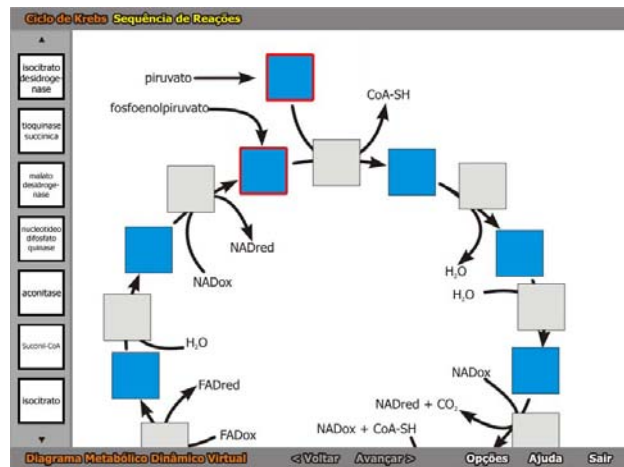 Ciclo de Krebs Sequência de Reações
isocitrato
desidroge-
nase
tioquinase
succínica
malato
desidroge-
nase
nucleotídeo
difosfato
quinase
aconitase
Succinil-CoA
isocitrato
piruvato
fosfoenolpiruvato
CoA-SH
NADred
NADox
H₂O
H₂O
H₂O
FADred
FADox
NADox
NADred + CO₂
NADox + CoA-SH
Diagrama Metabólico Dinâmico Virtual
< Voltar Avançar >
Opções Ajuda Sair